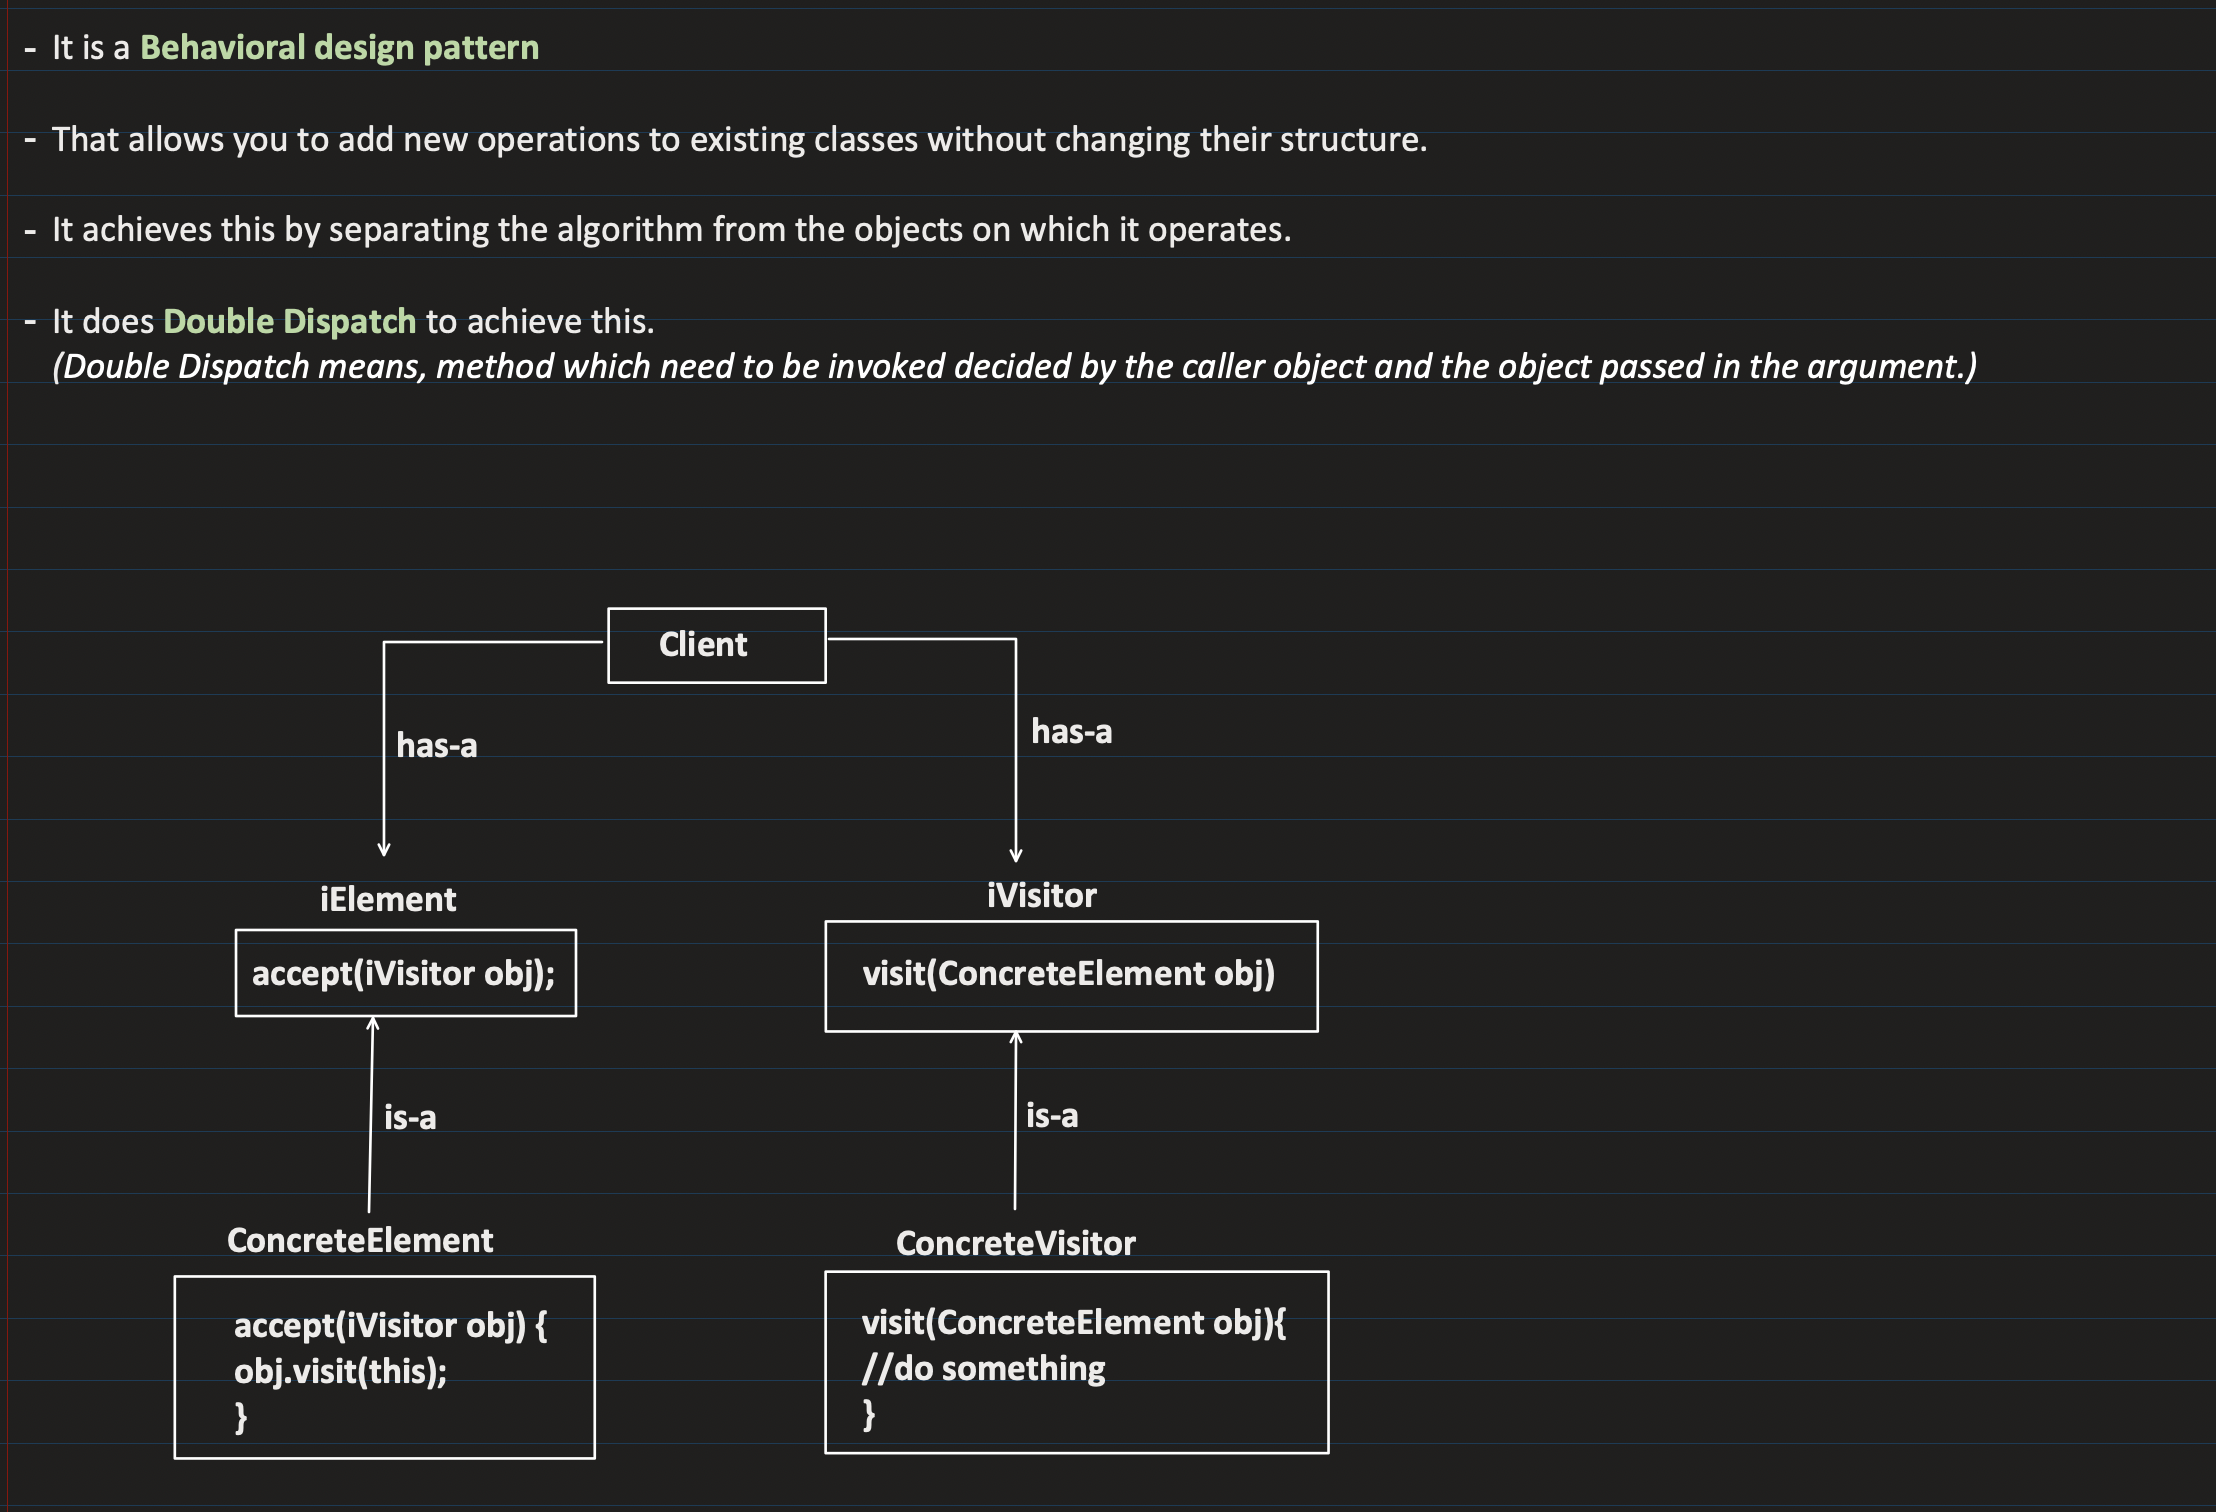 - It is a Behavioral design pattern
- That allows you to add new operations to existing classes without changing their structure.
- It achieves this by separating the algorithm from the objects on which it operates.
- It does Double Dispatch to achieve this.
(Double Dispatch means, method which need to be invoked decided by the caller object and the object passed in the argument.)
Client
has-a
has-a
iElement
iVisitor
accept(iVisitor obj);
visit(ConcreteElement obj)
is-a
is-a
ConcreteElement
ConcreteVisitor
accept(iVisitor obj) {
obj.visit(this);
}
visit(ConcreteElement obj){
//do something
}